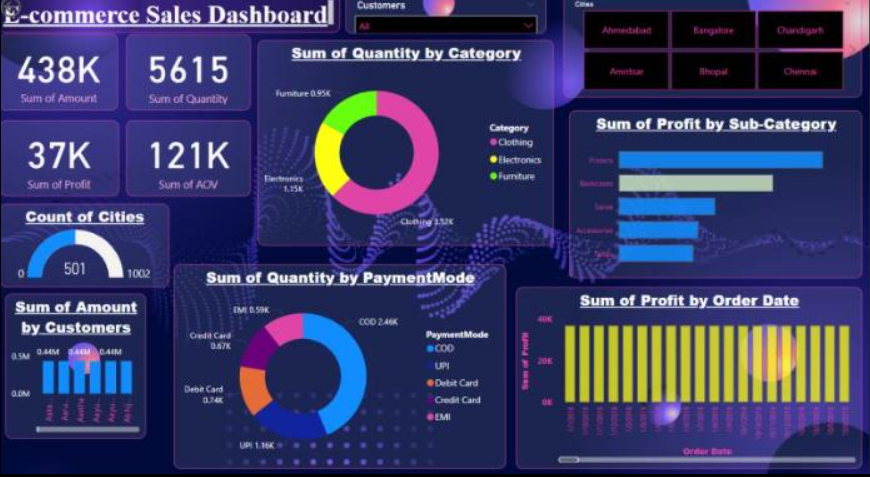 E-commerce Sales Dashboard
Customers
All
Cities
Ahmedabad
Bangalore
Chandigarh
Amritsar
Bhopal
Chennai
438K
Sum of Amount
5615
Sum of Quantity
37K
Sum of Profit
121K
Sum of AOV
Sum of Quantity by Category
Furniture 0.95K
Electronics
1.15K
Clothing 3.52K
Category
Clothing
Electronics
Furniture
Sum of Profit by Sub-Category
Printers
Bookcases
Saree
Accessories
Tables
Count of Cities
0
501
1002
Sum of Amount
by Customers
0.5M
0.44M 0.44M 0.44M
0.0M
Sum of Quantity by PaymentMode
EMI 0.59K
COD 2.46K
Credit Card
0.67K
Debit Card
0.74K
UPI 1.16K
PaymentMode
COD
UPI
Debit Card
Credit Card
EMI
Sum of Profit by Order Date
Sum of Profit
40K
20K
0K
Order Date